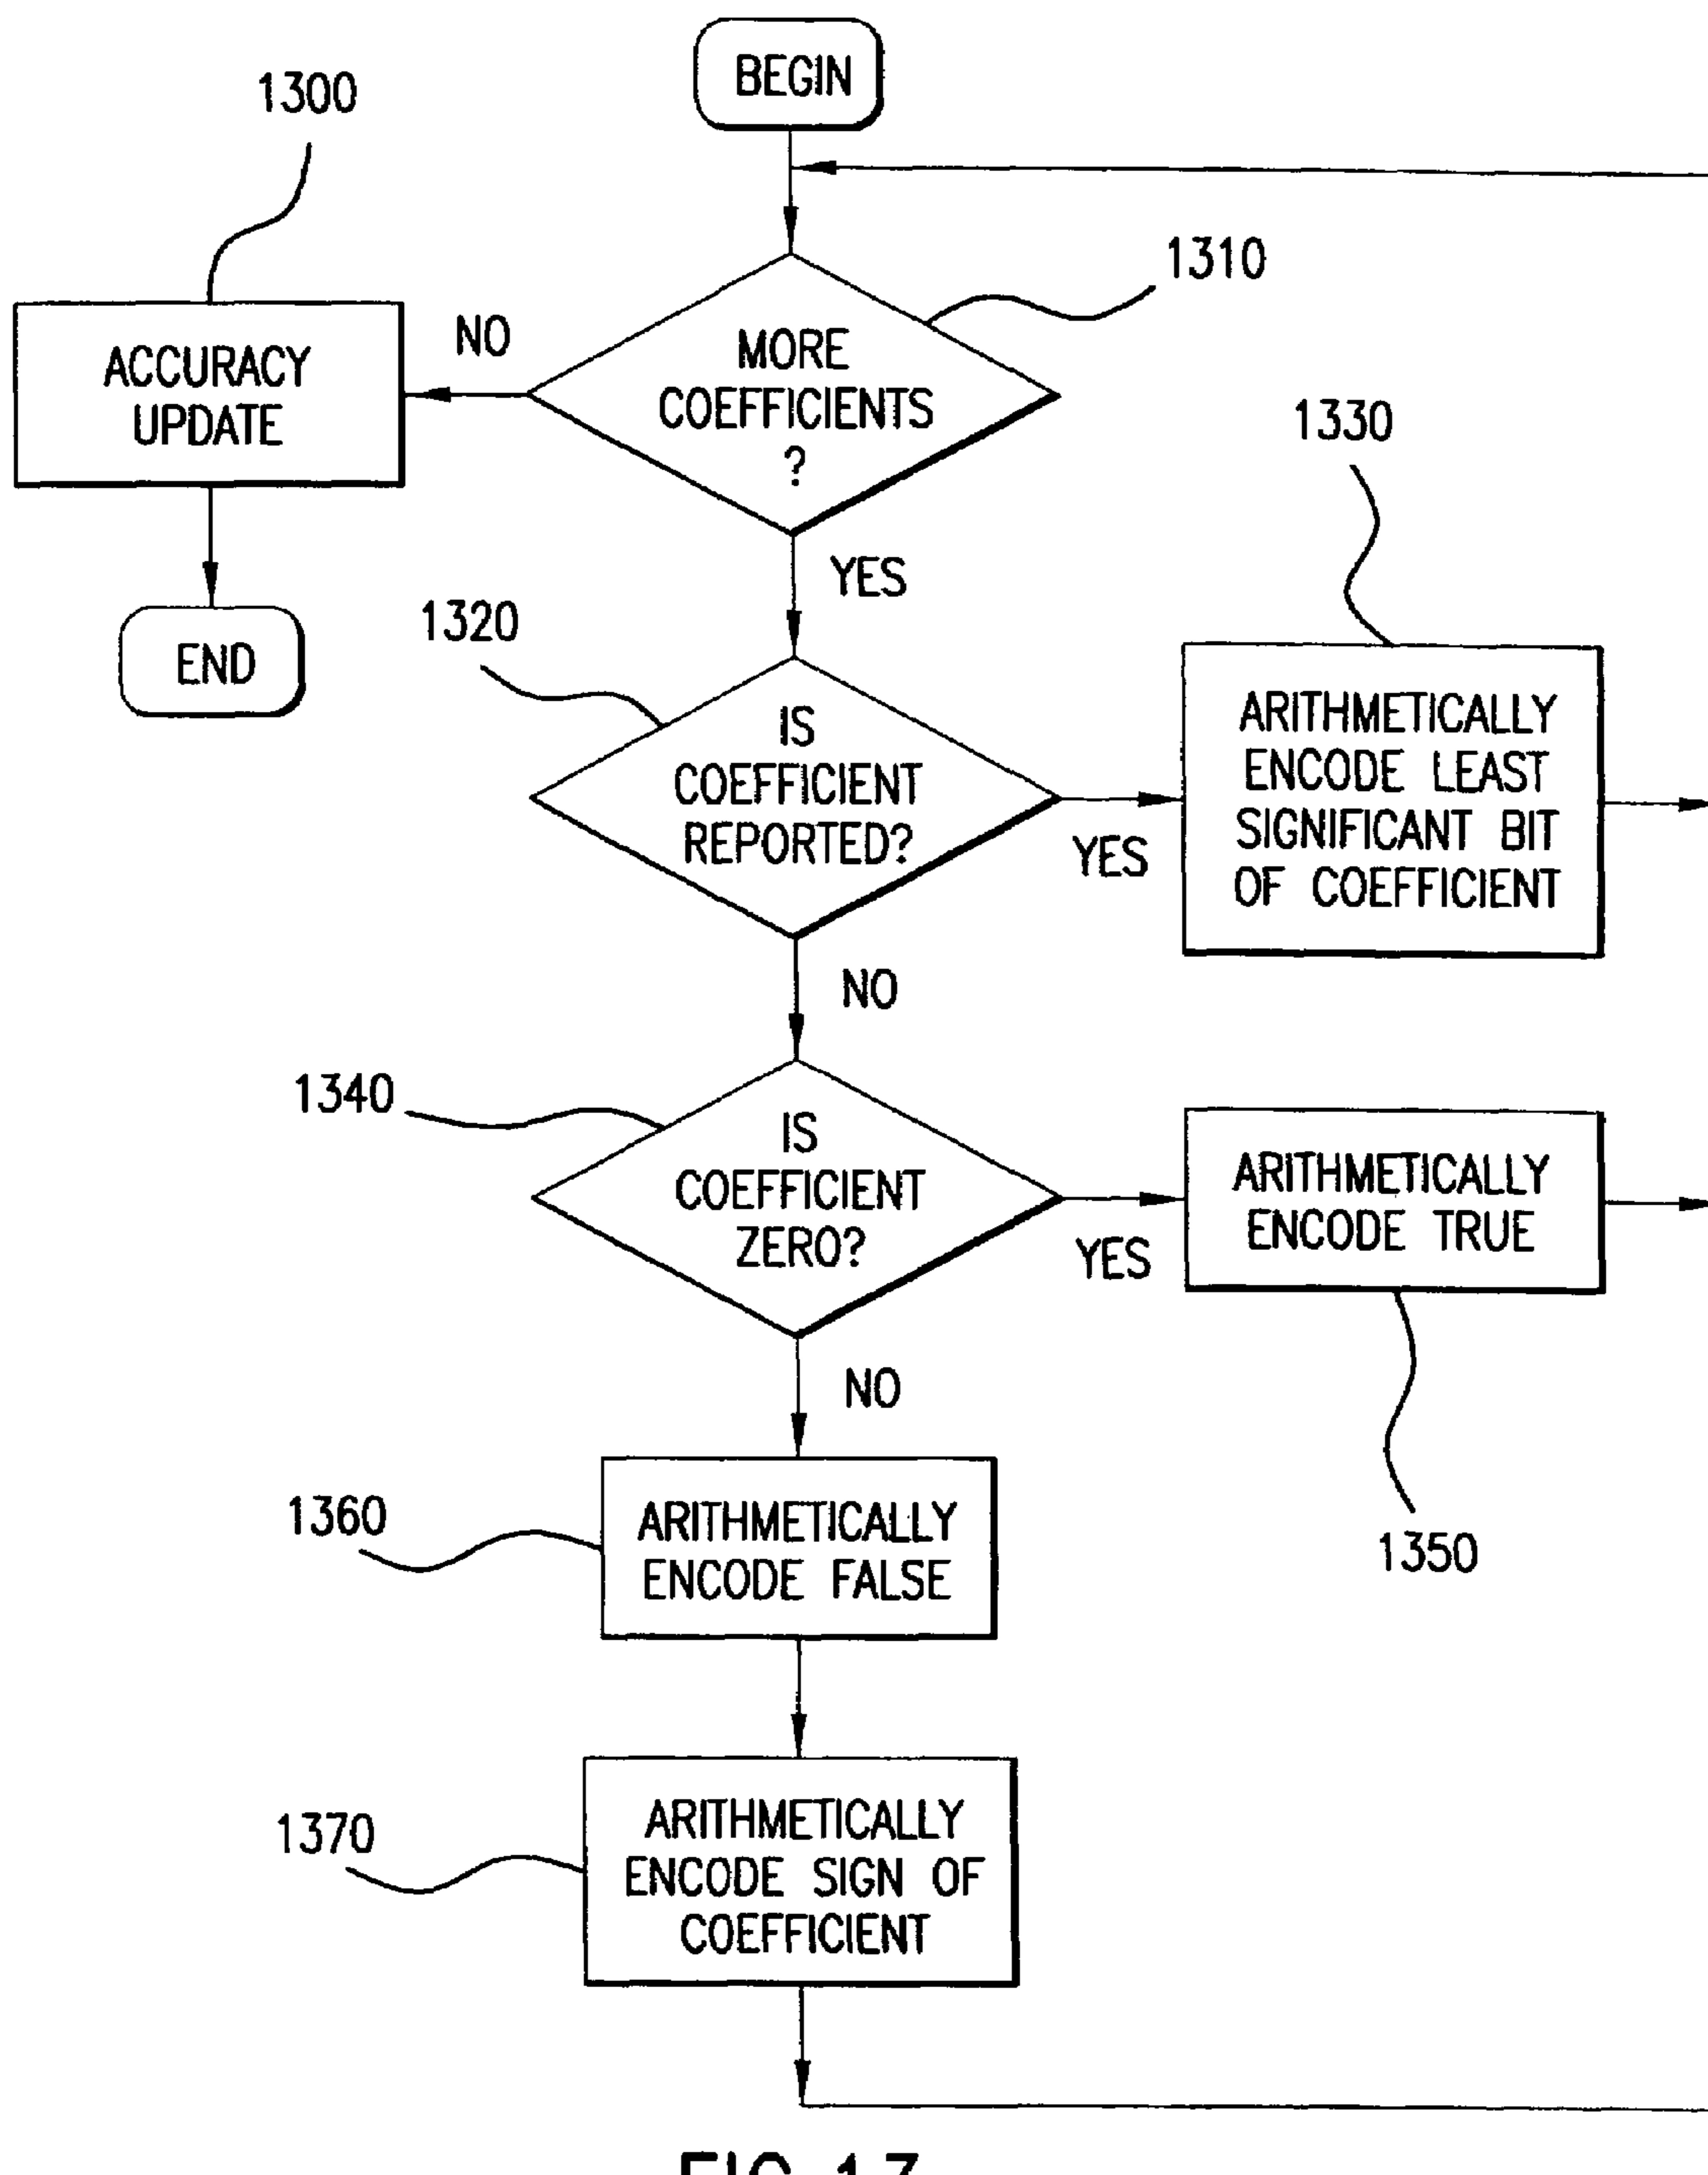 BEGIN
1300
1310
MORE
COEFFICIENTS
?
NO
ACCURACY
UPDATE
YES
END
1320
1330
IS
COEFFICIENT
REPORTED?
YES
ARITHMETICALLY
ENCODE LEAST
SIGNIFICANT BIT
OF COEFFICIENT
NO
1340
IS
COEFFICIENT
ZERO?
YES
ARITHMETICALLY
ENCODE TRUE
1350
NO
1360
ARITHMETICALLY
ENCODE FALSE
1370
ARITHMETICALLY
ENCODE SIGN OF
COEFFICIENT